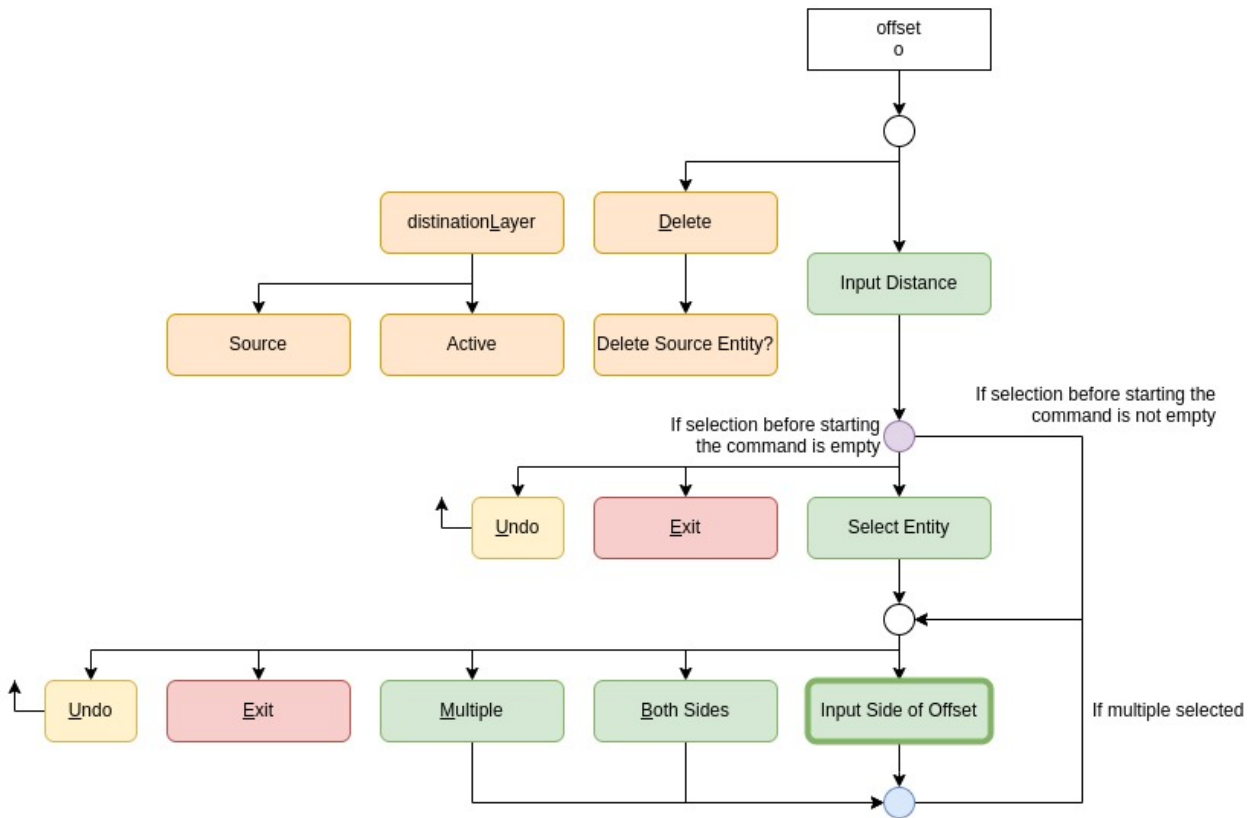 offset
o
distinationLayer
Delete
Input Distance
Source
Active
Delete Source Entity?
If selection before starting the
command is not empty
If selection before starting
the command is empty
Undo
Exit
Select Entity
Undo
Exit
Multiple
Both Sides
Input Side of Offset
If multiple selected